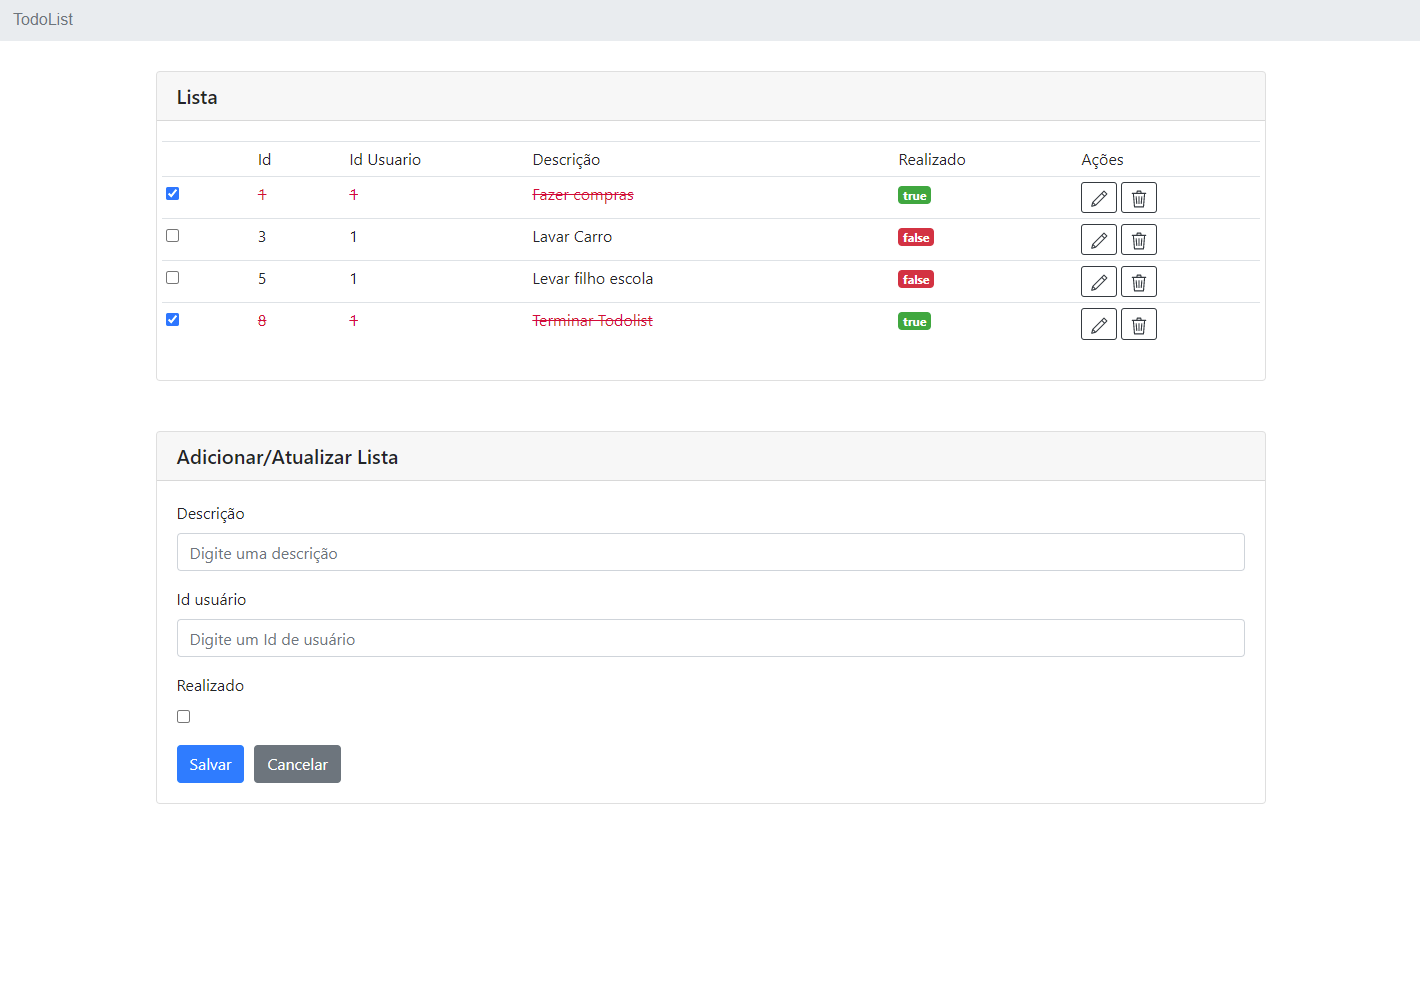 TodoList
Lista
Id Id Usuario Descrição Realizado Ações
1 1 Fazer compras true
3 1 Lavar Carro false
5 1 Levar filho escola false
8 1 Terminar Todolist true
Adicionar/Atualizar Lista
Descrição
Digite uma descrição
Id usuário
Digite um Id de usuário
Realizado
Salvar Cancelar